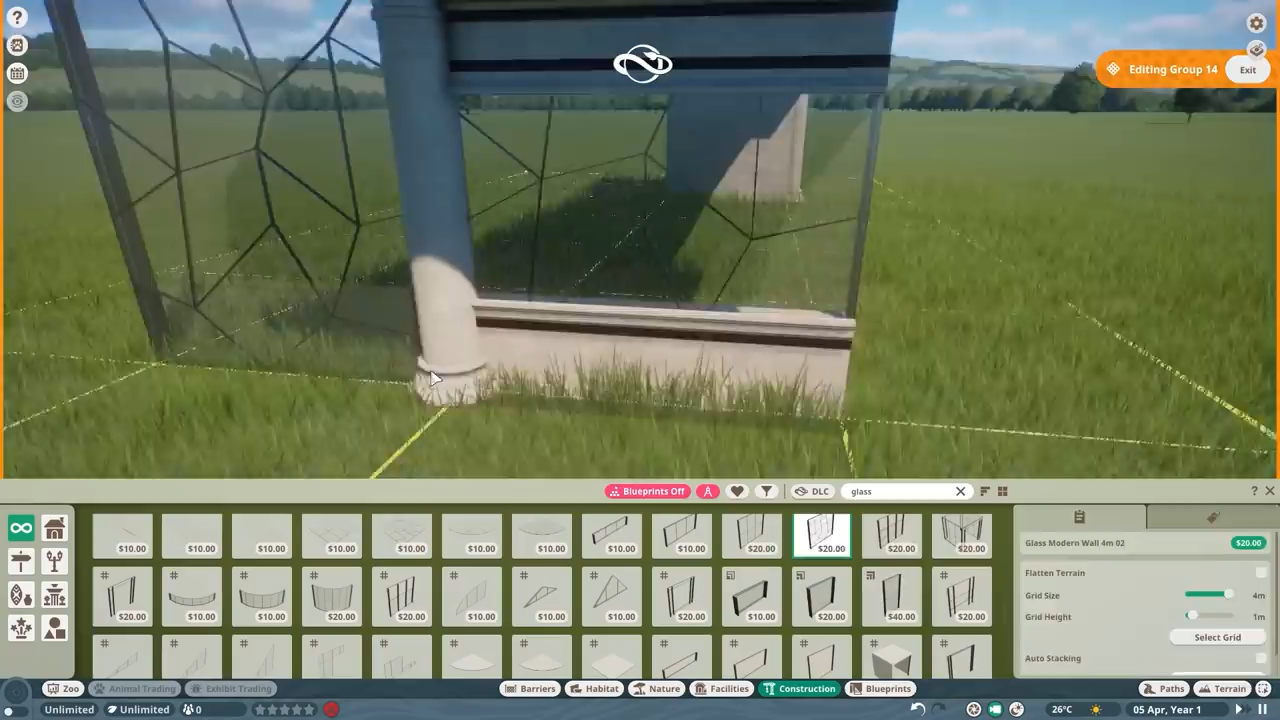 ?
Editing Group 14
Exit
Blueprints Off
DLC
glass
?
$10.00 $10.00 $10.00 $10.00 $10.00 $10.00 $10.00 $10.00 $10.00 $20.00 $20.00 $20.00 $20.00
Glass Modern Wall 4m 02
$20.00
Flatten Terrain
Grid Size
4m
Grid Height
1m
Select Grid
Auto Stacking
$20.00 $10.00 $10.00 $20.00 $20.00 $10.00 $10.00 $10.00 $20.00 $10.00 $20.00 $40.00 $20.00
Zoo
Animal Trading
Exhibit Trading
Barriers
Habitat
Nature
Facilities
Construction
Blueprints
Paths
Terrain
Unlimited
Unlimited
0
26°C
05 Apr, Year 1